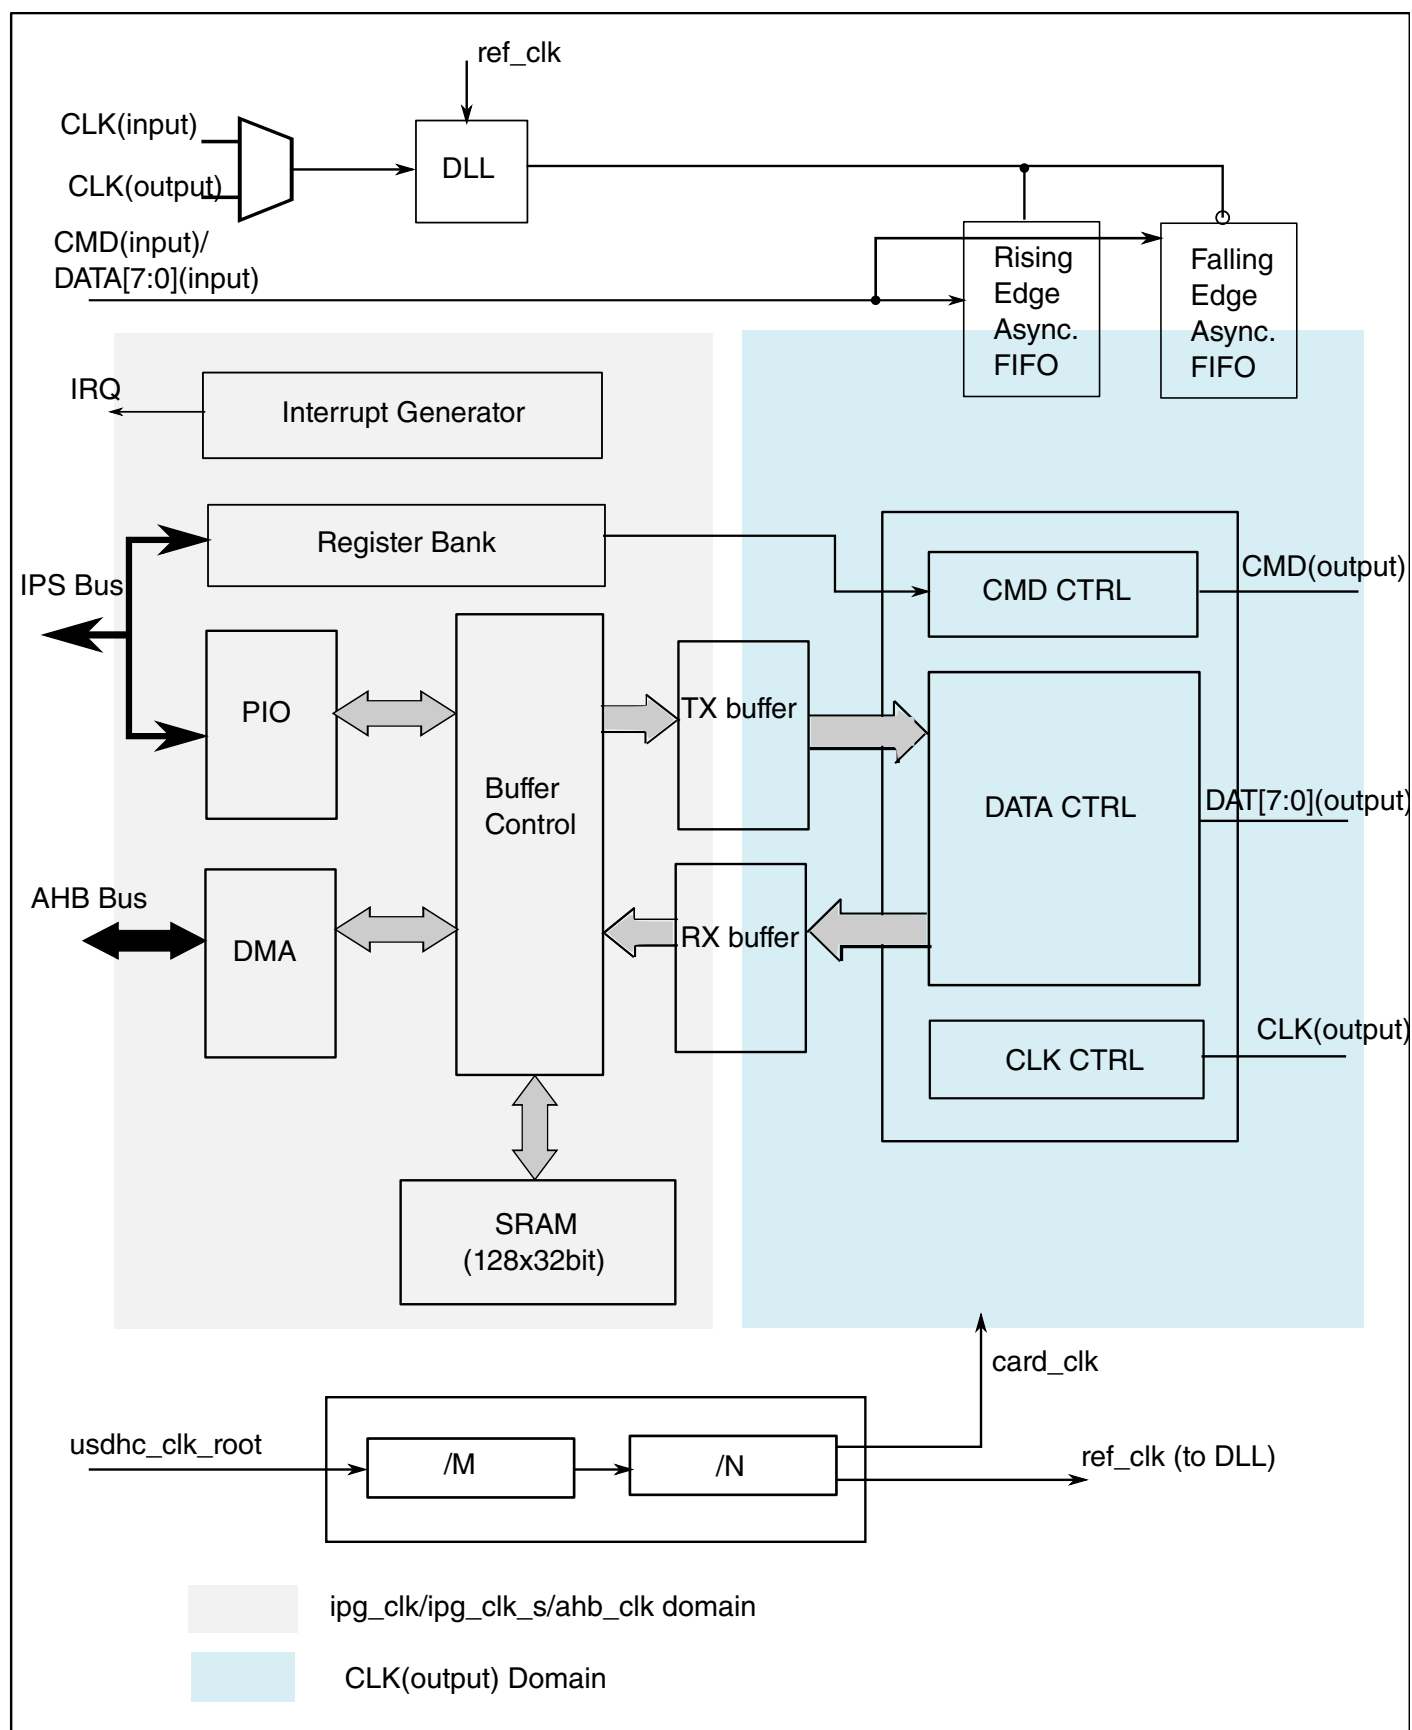 ref_clk
CLK(input)
DLL
CLK(output)
CMD(input)/
DATA[7:0](input)
Rising
Edge
Async.
FIFO
Falling
Edge
Async.
FIFO
IRQ
Interrupt Generator
Register Bank
IPS Bus
CMD CTRL
CMD(output)
PIO
TX buffer
Buffer
Control
DATA CTRL
DAT[7:0](output)
AHB Bus
DMA
RX buffer
CLK CTRL
CLK(output)
SRAM
(128x32bit)
card_clk
usdhc_clk_root
/M
/N
ref_clk (to DLL)
ipg_clk/ipg_clk_s/ahb_clk domain
CLK(output) Domain